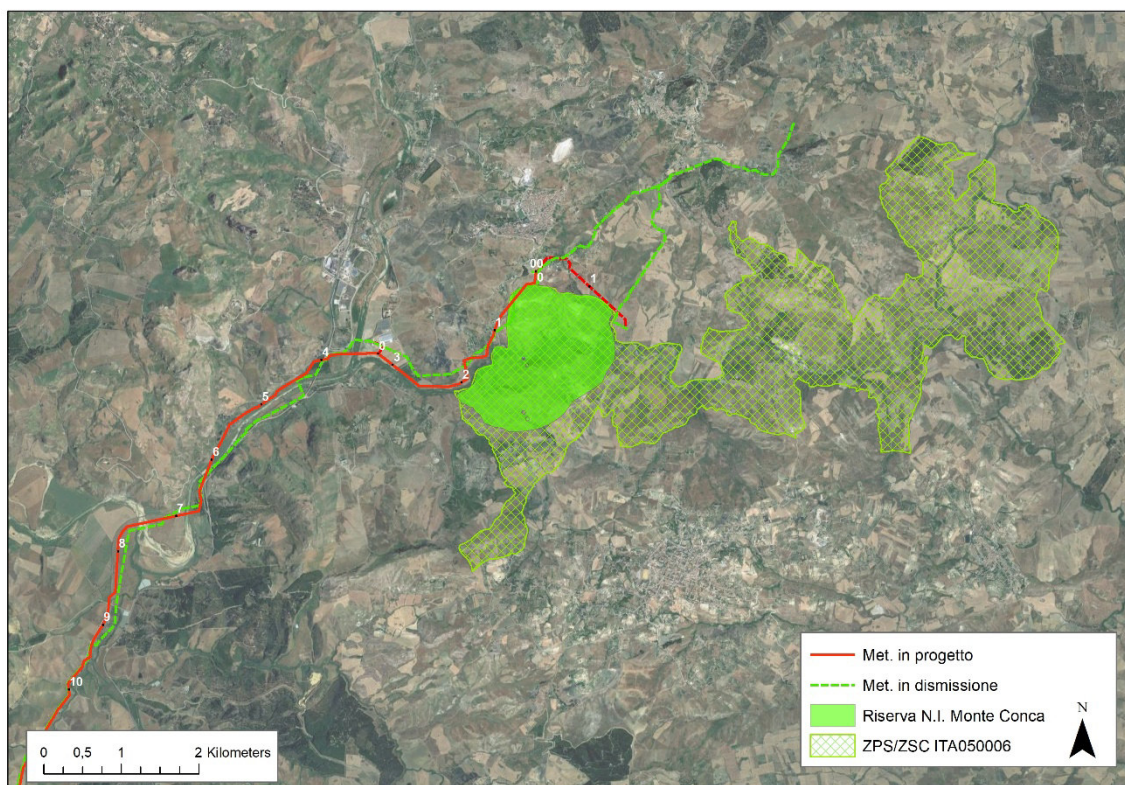 00
0
1
1
0
3
4
2
5
6
7
8
9
10
Met. in progetto
Met. in dismissione
Riserva N.I. Monte Conca
ZPS/ZSC ITA050006
N
0 0,5 1 2 Kilometers